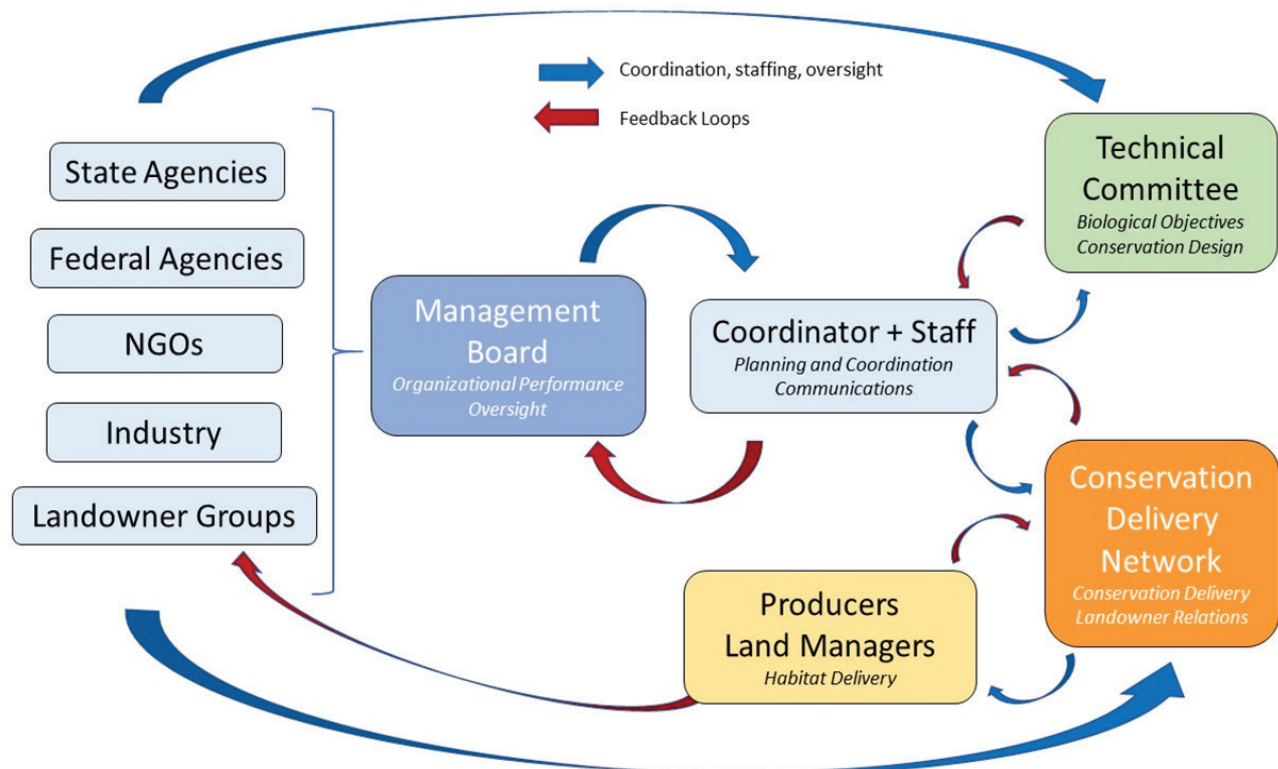 Coordination, staffing, oversight
Feedback Loops
State Agencies
Federal Agencies
NGOs
Industry
Landowner Groups
Management
Board
Organizational Performance
Oversight
Coordinator + Staff
Planning and Coordination
Communications
Technical
Committee
Biological Objectives
Conservation Design
Conservation
Delivery
Network
Conservation Delivery
Landowner Relations
Producers
Land Managers
Habitat Delivery